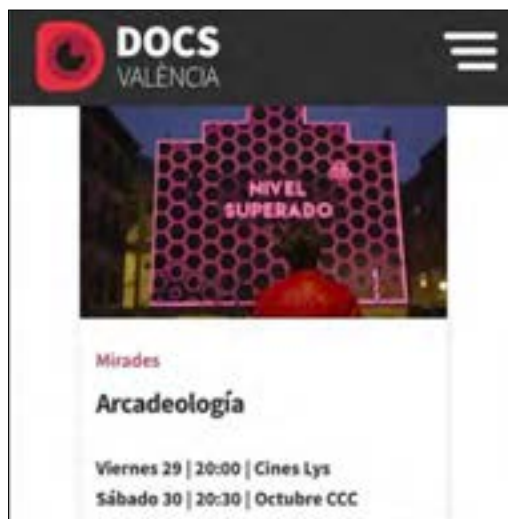 DOCS
VALÈNCIA
NIVEL
SUPERADO
Mirades
Arcadeología
Viernes 29 | 20:00 | Cines Lys
Sábado 30 | 20:30 | Octubre CCC